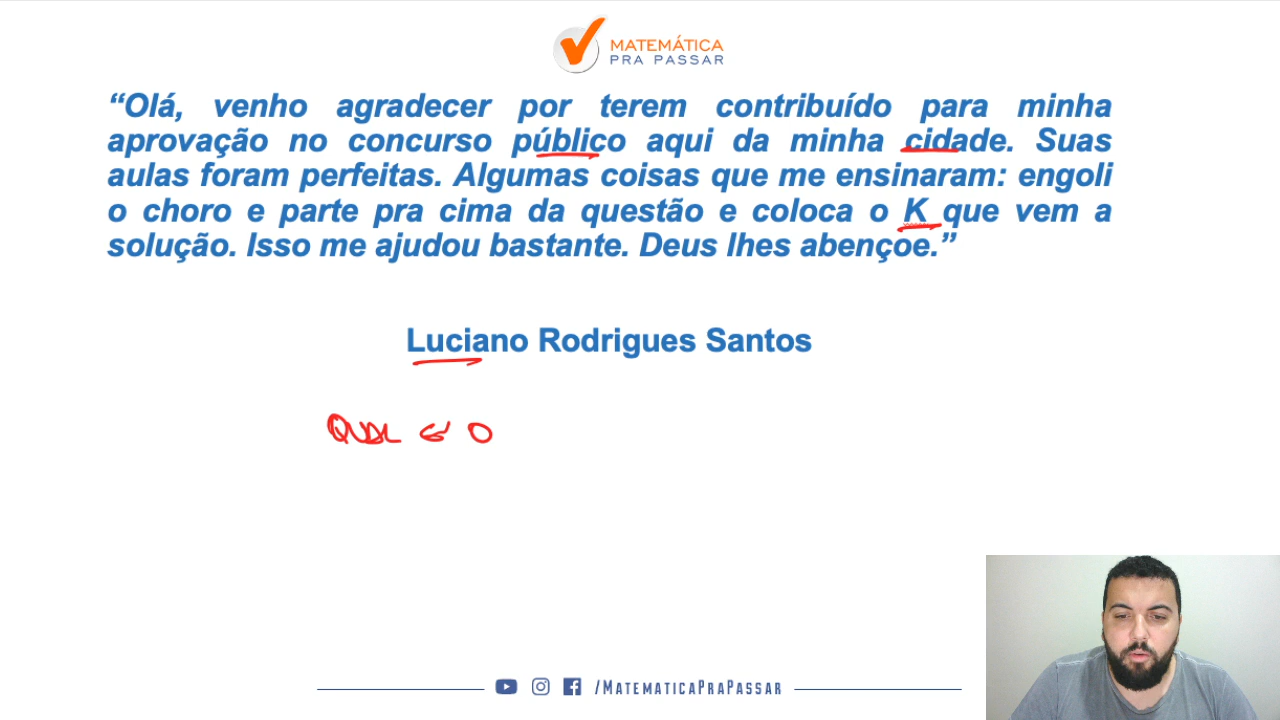 MATEMÁTICA
PRA PASSAR
“Olá, venho agradecer por terem contribuído para minha
aprovação no concurso público aqui da minha cidade. Suas
aulas foram perfeitas. Algumas coisas que me ensinaram: engoli
o choro e parte pra cima da questão e coloca o K que vem a
solução. Isso me ajudou bastante. Deus lhes abençoe.”
Luciano Rodrigues Santos
QUAL É O
/MATEMATICAPRAPASSAR